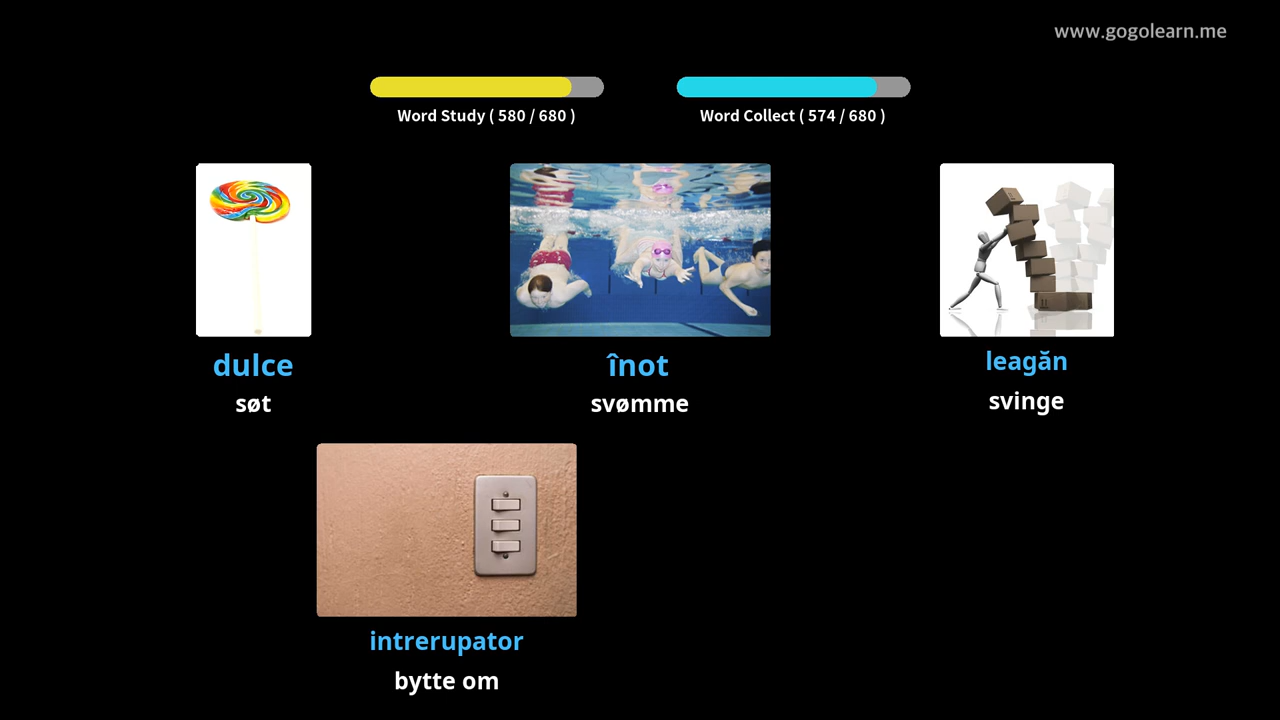 www.gogolearn.me
Word Study ( 580 / 680 )
Word Collect ( 574 / 680 )
dulce
søt
înot
svømme
leagăn
svinge
intrerupator
bytte om